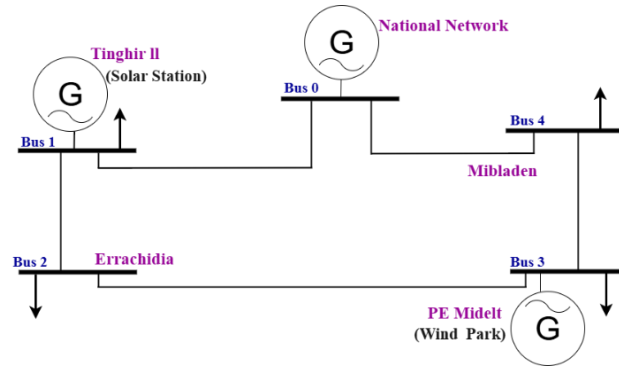 National Network
Tinghir ll
(Solar Station)
G
G
Bus 0
Bus 1
Bus 4
Mibladen
Bus 2
Errachidia
Bus 3
PE Midelt
(Wind Park)
G